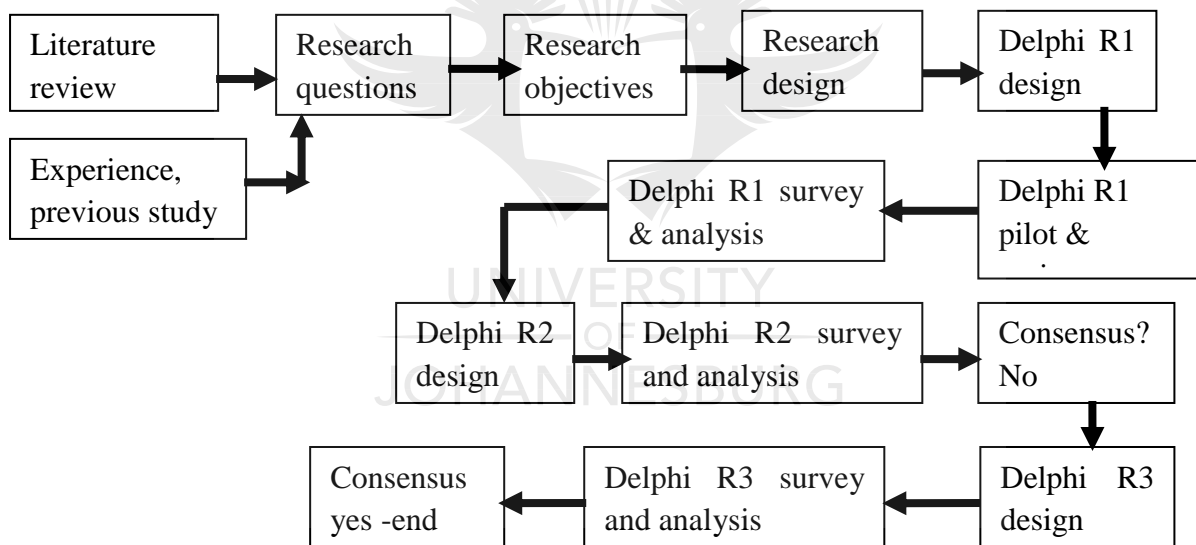 Literature
review
Research
questions
Research
objectives
Research
design
Delphi R1
design
Experience,
previous study
Delphi R1 survey
& analysis
Delphi R1
pilot &
UNIVERSITY
OF
JOHANNESBURG
Delphi R2
design
Delphi R2 survey
and analysis
Consensus?
No
Consensus
yes -end
Delphi R3 survey
and analysis
Delphi R3
design